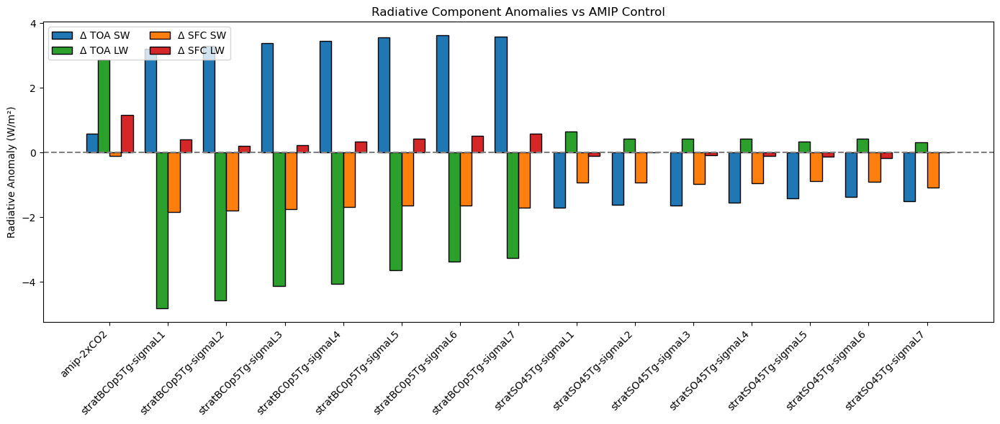 Radiative Component Anomalies vs AMIP Control
Δ TOA SW
Δ SFC SW
Δ TOA LW
Δ SFC LW
Radiative Anomaly (W/m²)
4
2
0
−2
−4
amip-2xCO2
stratBC0p5Tg-sigmaL1
stratBC0p5Tg-sigmaL2
stratBC0p5Tg-sigmaL3
stratBC0p5Tg-sigmaL4
stratBC0p5Tg-sigmaL5
stratBC0p5Tg-sigmaL6
stratBC0p5Tg-sigmaL7
stratSO45Tg-sigmaL1
stratSO45Tg-sigmaL2
stratSO45Tg-sigmaL3
stratSO45Tg-sigmaL4
stratSO45Tg-sigmaL5
stratSO45Tg-sigmaL6
stratSO45Tg-sigmaL7